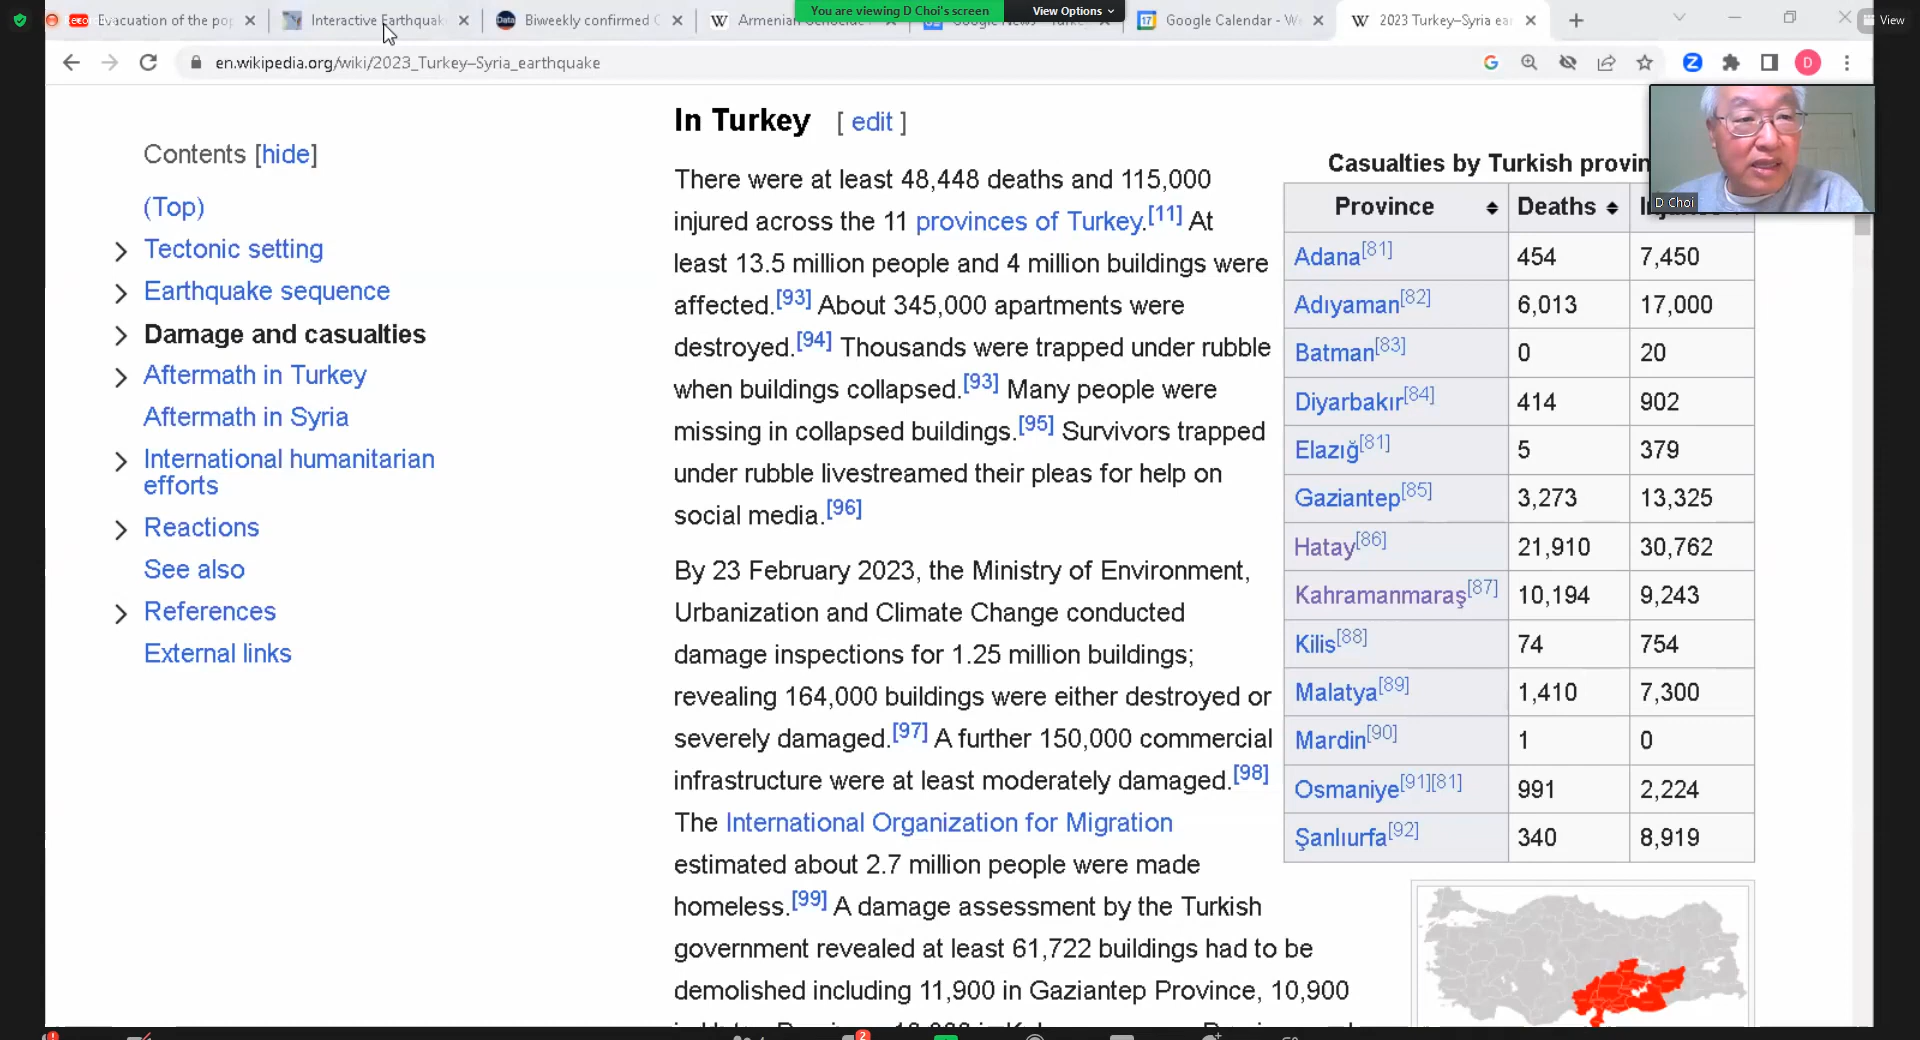 You are viewing D Choi's screen
View Options
View
Evacuation of the pop
Interactive Earthquak
Biweekly confirmed C
Armenian Genocide
Google News - Turke
Google Calendar - We
2023 Turkey–Syria ea
en.wikipedia.org/wiki/2023_Turkey–Syria_earthquake
D
D Choi
Contents [hide]
(Top)
Tectonic setting
Earthquake sequence
Damage and casualties
Aftermath in Turkey
Aftermath in Syria
International humanitarian
efforts
Reactions
See also
References
External links
In Turkey [ edit ]
There were at least 48,448 deaths and 115,000
injured across the 11 provinces of Turkey.[11] At
least 13.5 million people and 4 million buildings were
affected.[93] About 345,000 apartments were
destroyed.[94] Thousands were trapped under rubble
when buildings collapsed.[93] Many people were
missing in collapsed buildings.[95] Survivors trapped
under rubble livestreamed their pleas for help on
social media.[96]
By 23 February 2023, the Ministry of Environment,
Urbanization and Climate Change conducted
damage inspections for 1.25 million buildings;
revealing 164,000 buildings were either destroyed or
severely damaged.[97] A further 150,000 commercial
infrastructure were at least moderately damaged.[98]
The International Organization for Migration
estimated about 2.7 million people were made
homeless.[99] A damage assessment by the Turkish
government revealed at least 61,722 buildings had to be
demolished including 11,900 in Gaziantep Province, 10,900
Casualties by Turkish provin
Province Deaths
Adana[81] 454 7,450
Adıyaman[82] 6,013 17,000
Batman[83] 0 20
Diyarbakır[84] 414 902
Elazığ[81] 5 379
Gaziantep[85] 3,273 13,325
Hatay[86] 21,910 30,762
Kahramanmaraş[87] 10,194 9,243
Kilis[88] 74 754
Malatya[89] 1,410 7,300
Mardin[90] 1 0
Osmaniye[91][81] 991 2,224
Şanlıurfa[92] 340 8,919